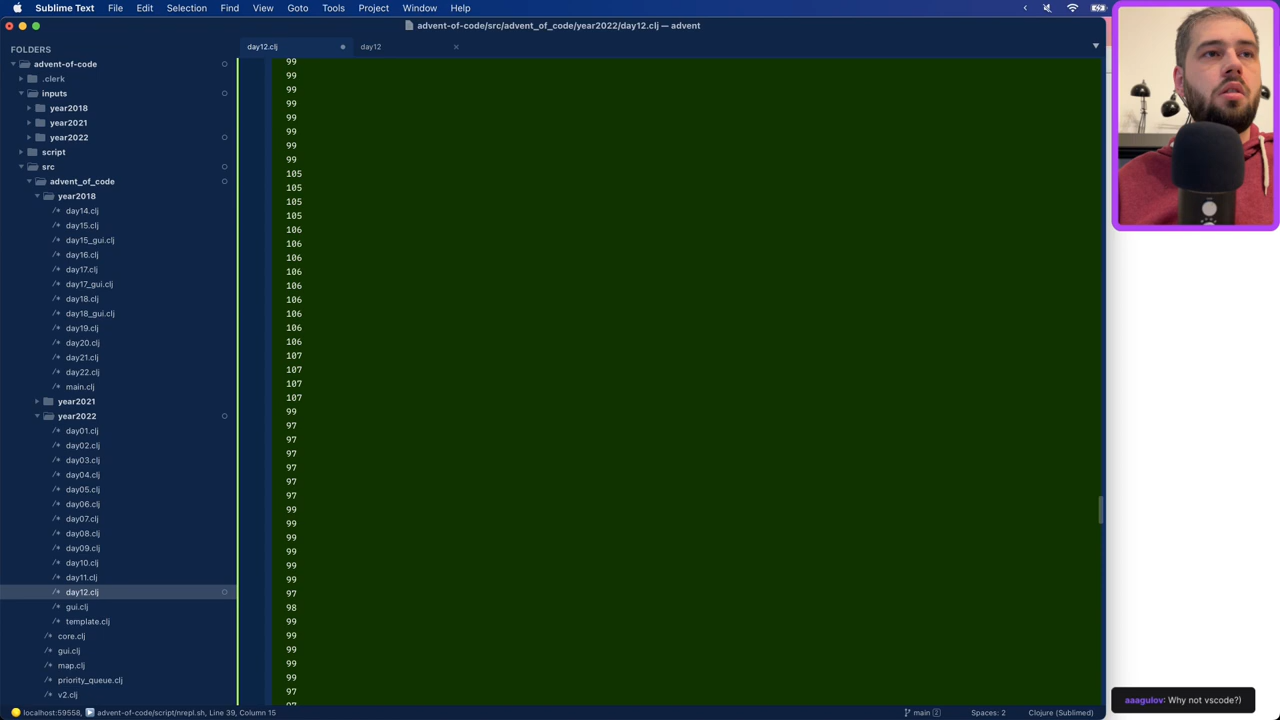 Sublime Text File Edit Selection Find View Goto Tools Project Window Help
advent-of-code/src/advent_of_code/year2022/day12.clj — advent
FOLDERS
advent-of-code
.clerk
inputs
year2018
year2021
year2022
script
src
advent_of_code
year2018
/* day14.clj
/* day15.clj
/* day15_gui.clj
/* day16.clj
/* day17.clj
/* day17_gui.clj
/* day18.clj
/* day18_gui.clj
/* day19.clj
/* day20.clj
/* day21.clj
/* day22.clj
/* main.clj
year2021
year2022
/* day01.clj
/* day02.clj
/* day03.clj
/* day04.clj
/* day05.clj
/* day06.clj
/* day07.clj
/* day08.clj
/* day09.clj
/* day10.clj
/* day11.clj
/* day12.clj
/* gui.clj
/* template.clj
/* core.clj
/* gui.clj
/* map.clj
/* priority_queue.clj
/* v2.clj
day12.clj day12
99
99
99
99
99
99
99
99
105
105
105
105
106
106
106
106
106
106
106
106
106
107
107
107
107
99
97
97
97
97
97
97
99
99
99
99
99
99
97
98
99
99
99
99
99
97
aaagulov: Why not vscode?)
localhost:59558, advent-of-code/script/nrepl.sh, Line 39, Column 15
main 2
Spaces: 2
Clojure (Sublimed)